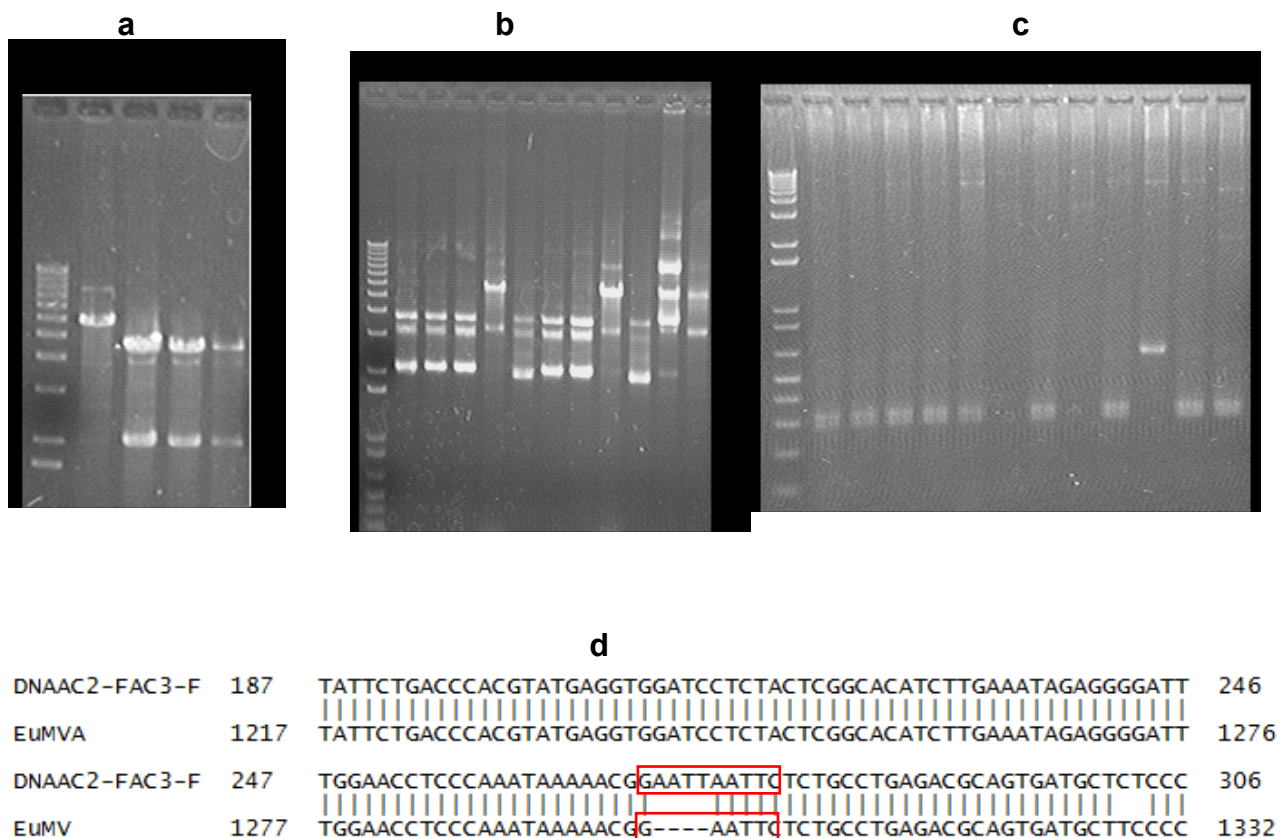 a b c
d
DNAAC2-FAC3-F 187 TATTCTGACCCACGTATGAGGTGGATCCTCTACTCGGCACATCTTGAAATAGAGGGGATT 246
EuMVA 1217 TATTCTGACCCACGTATGAGGTGGATCCTCTACTCGGCACATCTTGAAATAGAGGGGATT 1276
DNAAC2-FAC3-F 247 TGGAACCTCCCAAATAAAAACGGAATTAATTCTCTGCCTGAGACGCAGTGATGCTCTCCC 306
EuMV 1277 TGGAACCTCCCAAATAAAAACGG----AATTCTCTGCCTGAGACGCAGTGATGCTTCCCC 1332